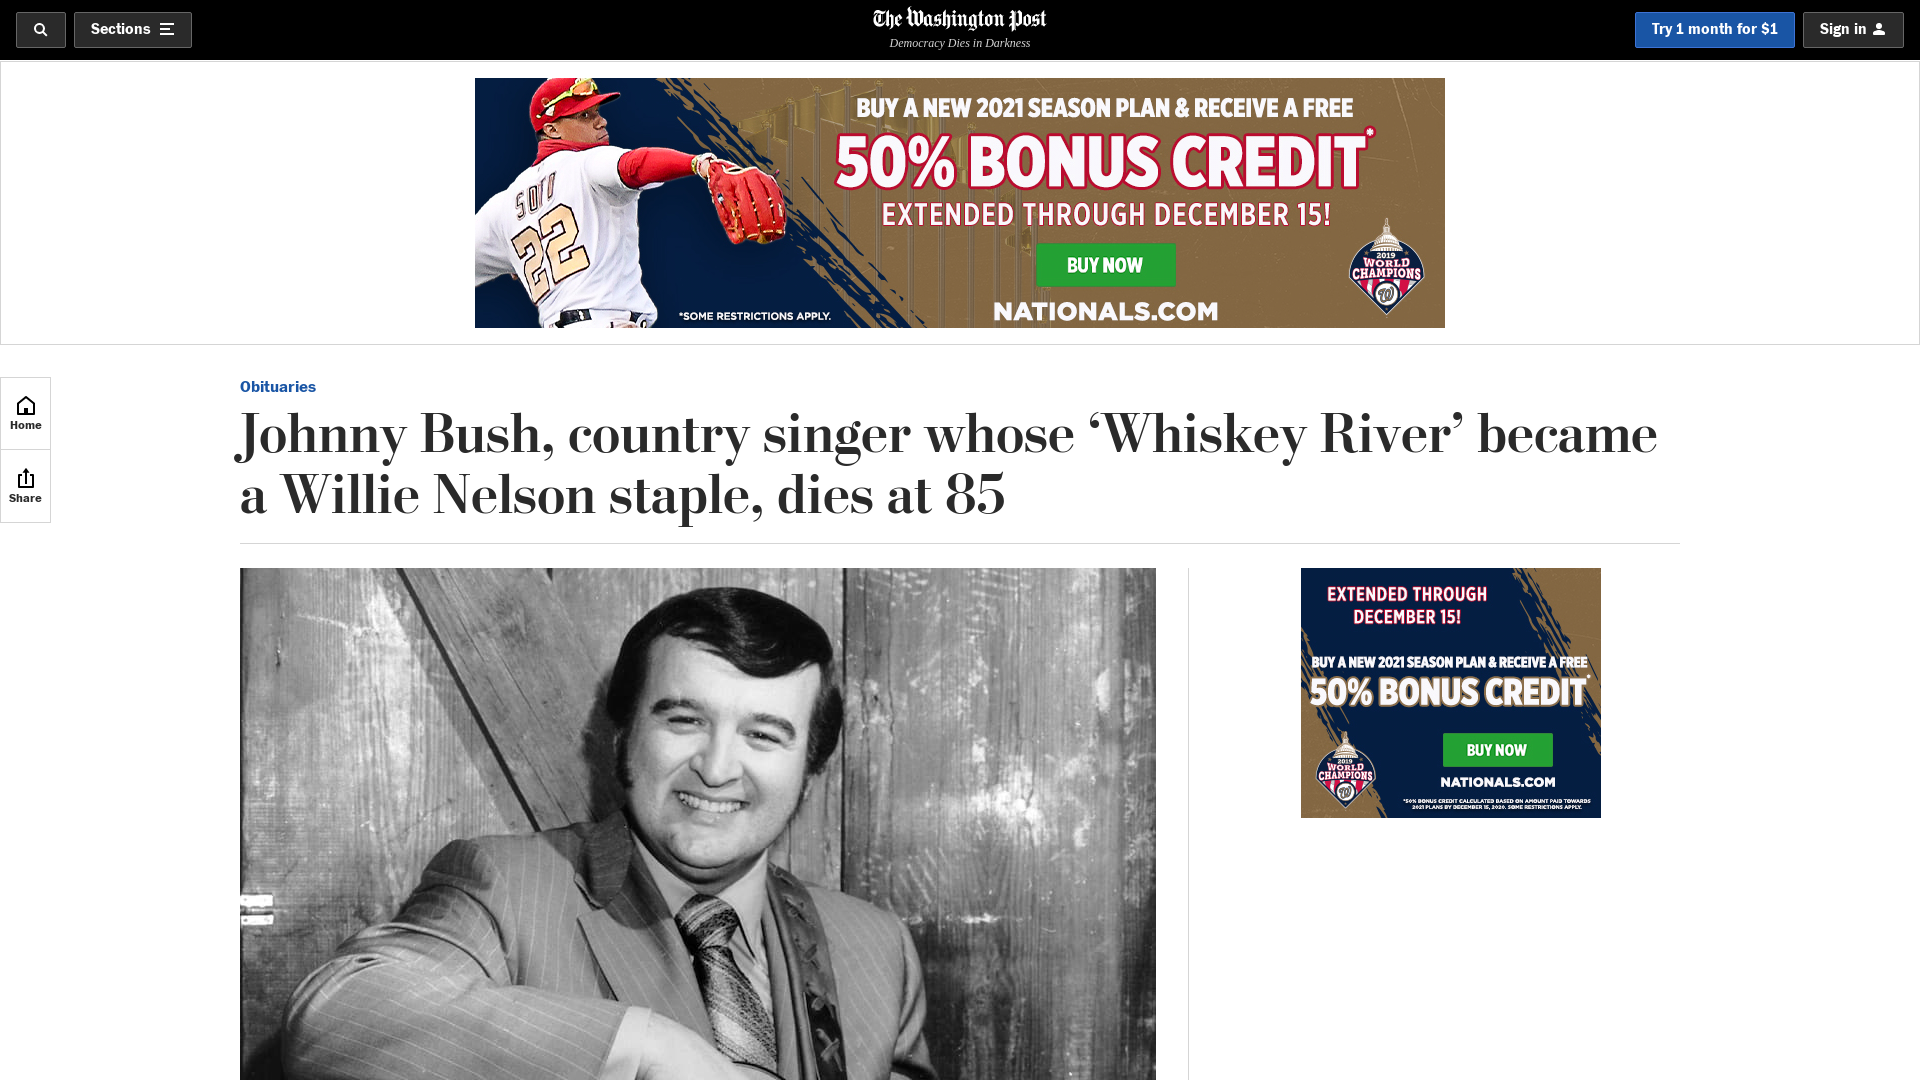 Sections
The Washington Post
Democracy Dies in Darkness
Try 1 month for $1
Sign in
BUY A NEW 2021 SEASON PLAN & RECEIVE A FREE
50% BONUS CREDIT*
EXTENDED THROUGH DECEMBER 15!
BUY NOW
NATIONALS.COM
*SOME RESTRICTIONS APPLY.
SOTO
22
2019
WORLD
CHAMPIONS
W
Home
Share
Obituaries
Johnny Bush, country singer whose ‘Whiskey River’ became
a Willie Nelson staple, dies at 85
EXTENDED THROUGH
DECEMBER 15!
BUY A NEW 2021 SEASON PLAN & RECEIVE A FREE
50% BONUS CREDIT*
BUY NOW
NATIONALS.COM
2019
WORLD
CHAMPIONS
W
*50% BONUS CREDIT CALCULATED BASED ON AMOUNT PAID TOWARDS
2021 PLANS BY DECEMBER 15, 2020. SOME RESTRICTIONS APPLY.